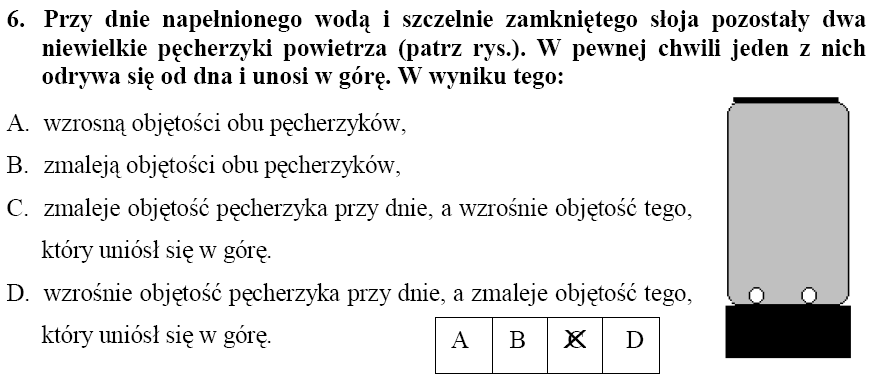 6. Przy dnie napełnionego wodą i szczelnie zamkniętego słoja pozostały dwa
niewielkie pęcherzyki powietrza (patrz rys.). W pewnej chwili jeden z nich
odrywa się od dna i unosi w górę. W wyniku tego:
A. wzrosną objętości obu pęcherzyków,
B. zmaleją objętości obu pęcherzyków,
C. zmaleje objętość pęcherzyka przy dnie, a wzrośnie objętość tego,
który uniósł się w górę.
D. wzrośnie objętość pęcherzyka przy dnie, a zmaleje objętość tego,
który uniósł się w górę.
A B C D